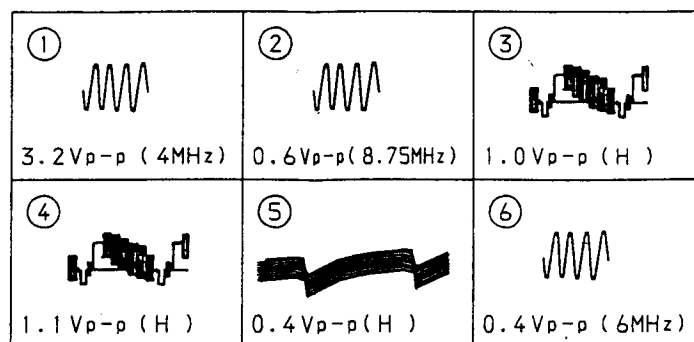 ① ② ③
3.2Vp-p (4MHz) 0.6Vp-p(8.75MHz) 1.0Vp-p (H)
④ ⑤ ⑥
1.1Vp-p (H) 0.4Vp-p(H) 0.4Vp-p (6MHz)